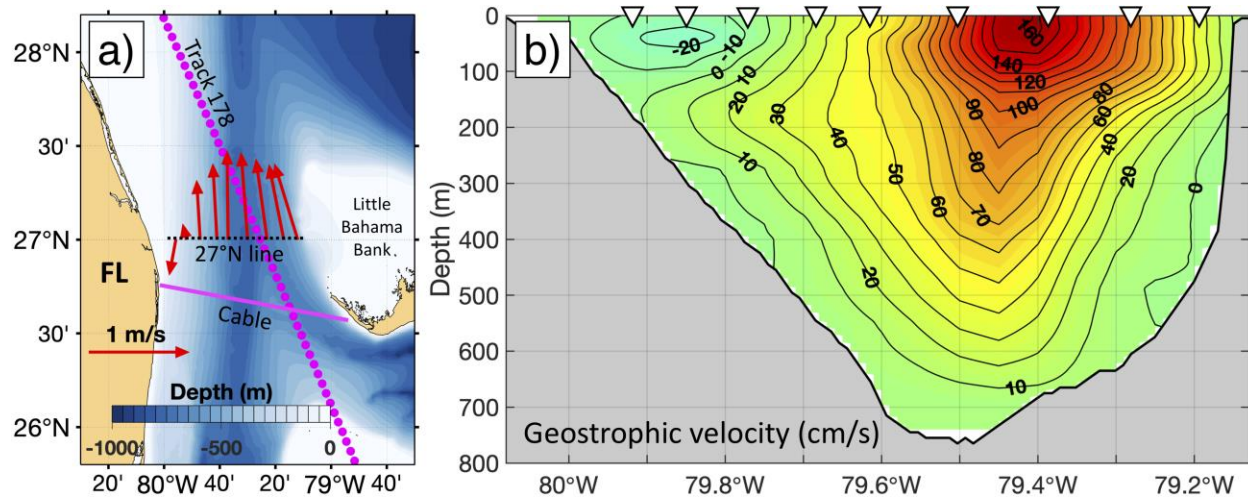 a)
28°N
30'
27°N
30'
26°N
20' 80°W 40' 20' 79°W 40'
Track 178
Little
Bahama
Bank
27°N line
FL
Cable
1 m/s
Depth (m)
-1000 -500 0
b)
0
100
200
300
400
500
600
700
800
Depth (m)
80°W 79.8°W 79.6°W 79.4°W 79.2°W
-20
-10
0
10
20
30
40
50
60
70
80
90
100
120
140
160
80
60
40
20
0
10
20
10
Geostrophic velocity (cm/s)